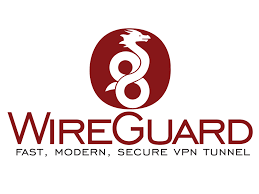 WIREGUARD
FAST, MODERN, SECURE VPN TUNNEL